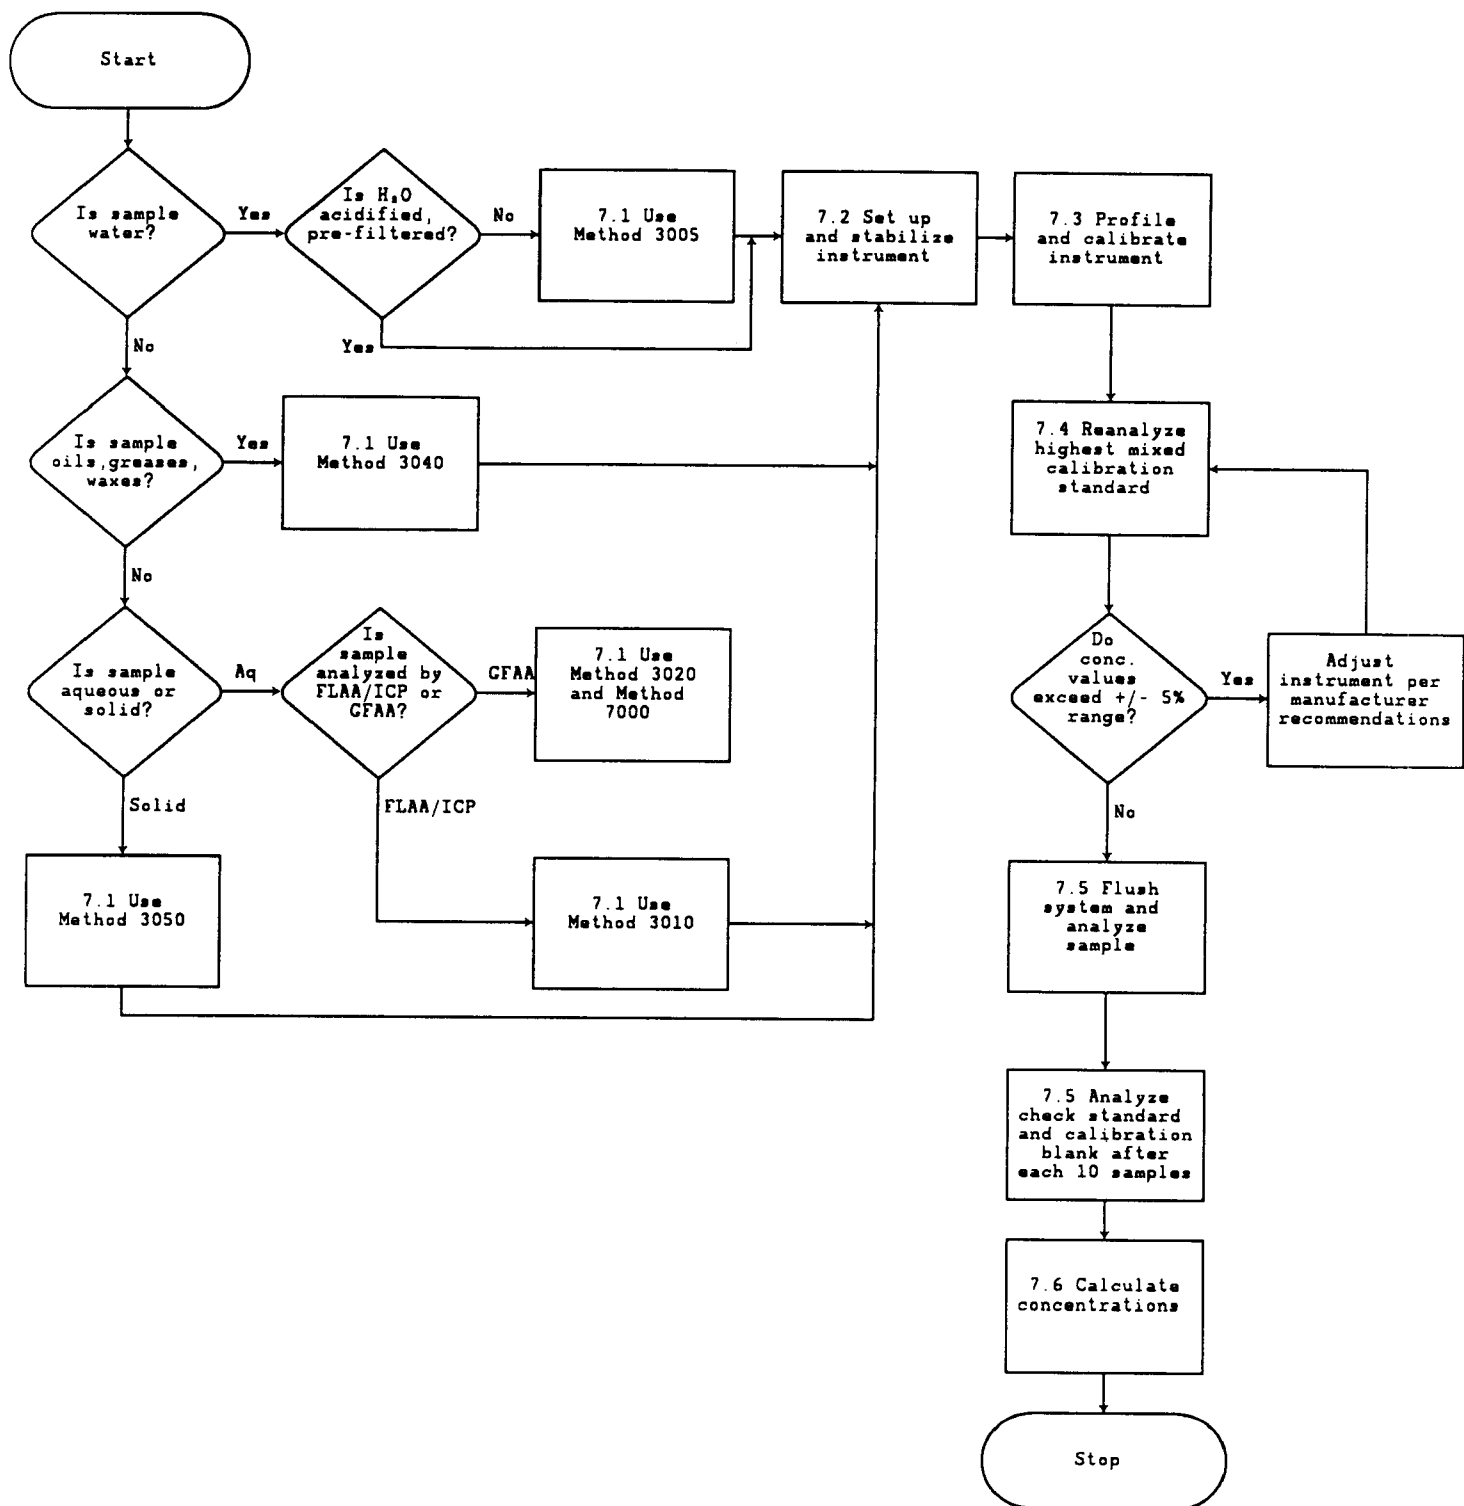 Start
Is sample
water?
Yes
Is H₂O
acidified,
pre-filtered?
No
7.1 Use
Method 3005
7.2 Set up
and stabilize
instrument
7.3 Profile
and calibrate
instrument
Yes
No
Is sample
oils,greases,
waxes?
Yes
7.1 Use
Method 3040
7.4 Reanalyze
highest mixed
calibration
standard
No
Is sample
aqueous or
solid?
Aq
Is
sample
analyzed by
FLAA/ICP or
GFAA?
GFAA
7.1 Use
Method 3020
and Method
7000
Do
conc.
values
exceed +/- 5%
range?
Yes
Adjust
instrument per
manufacturer
recommendations
Solid
FLAA/ICP
No
7.1 Use
Method 3050
7.1 Use
Method 3010
7.5 Flush
system and
analyze
sample
7.5 Analyze
check standard
and calibration
blank after
each 10 samples
7.6 Calculate
concentrations
Stop